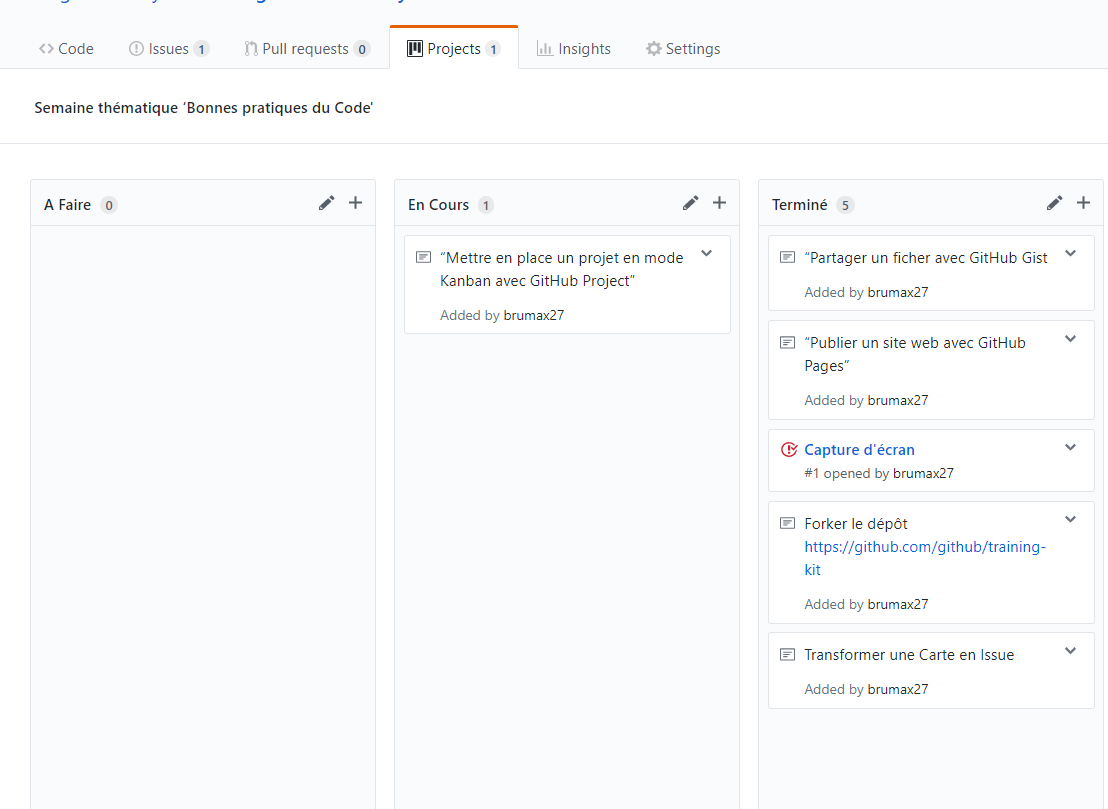 Code
Issues 1
Pull requests 0
Projects 1
Insights
Settings
Semaine thématique ‘Bonnes pratiques du Code'
A Faire 0
En Cours 1
“Mettre en place un projet en mode
Kanban avec GitHub Project”
Added by brumax27
Terminé 5
“Partager un ficher avec GitHub Gist
Added by brumax27
“Publier un site web avec GitHub
Pages”
Added by brumax27
Capture d'écran
#1 opened by brumax27
Forker le dépôt
https://github.com/github/training-
kit
Added by brumax27
Transformer une Carte en Issue
Added by brumax27